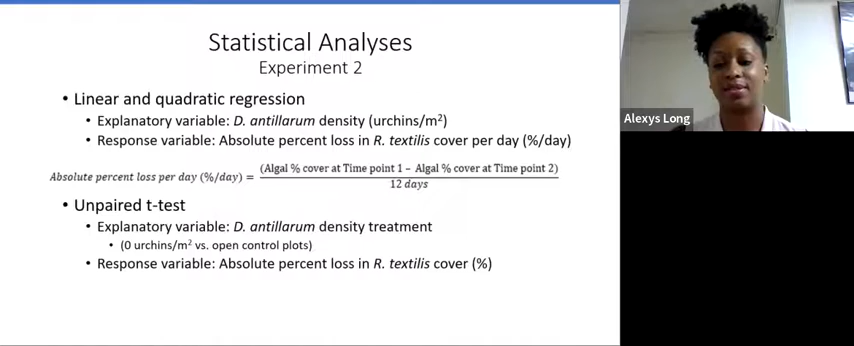 Statistical Analyses
Experiment 2
• Linear and quadratic regression
• Explanatory variable: D. antillarum density (urchins/m²)
• Response variable: Absolute percent loss in R. textilis cover per day (%/day)
Absolute percent loss per day (%/day) = (Algal % cover at Time point 1 – Algal % cover at Time point 2)
12 days
• Unpaired t-test
• Explanatory variable: D. antillarum density treatment
• (0 urchins/m² vs. open control plots)
• Response variable: Absolute percent loss in R. textilis cover (%)
Alexys Long